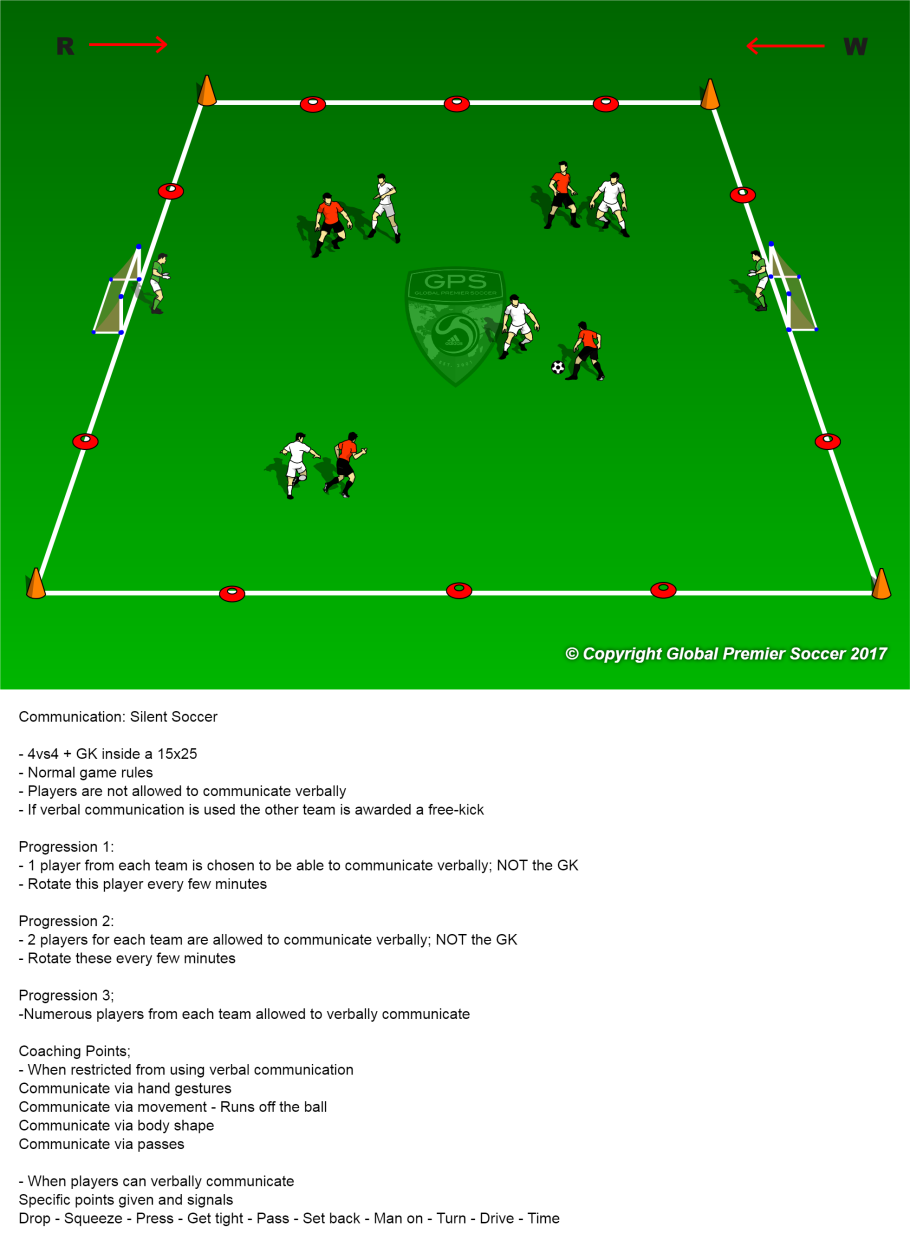 R
W
GPS
GLOBAL PREMIER SOCCER
adidas
© Copyright Global Premier Soccer 2017
Communication: Silent Soccer
- 4vs4 + GK inside a 15x25
- Normal game rules
- Players are not allowed to communicate verbally
- If verbal communication is used the other team is awarded a free-kick
Progression 1:
- 1 player from each team is chosen to be able to communicate verbally; NOT the GK
- Rotate this player every few minutes
Progression 2:
- 2 players for each team are allowed to communicate verbally; NOT the GK
- Rotate these every few minutes
Progression 3;
-Numerous players from each team allowed to verbally communicate
Coaching Points;
- When restricted from using verbal communication
Communicate via hand gestures
Communicate via movement - Runs off the ball
Communicate via body shape
Communicate via passes
- When players can verbally communicate
Specific points given and signals
Drop - Squeeze - Press - Get tight - Pass - Set back - Man on - Turn - Drive - Time